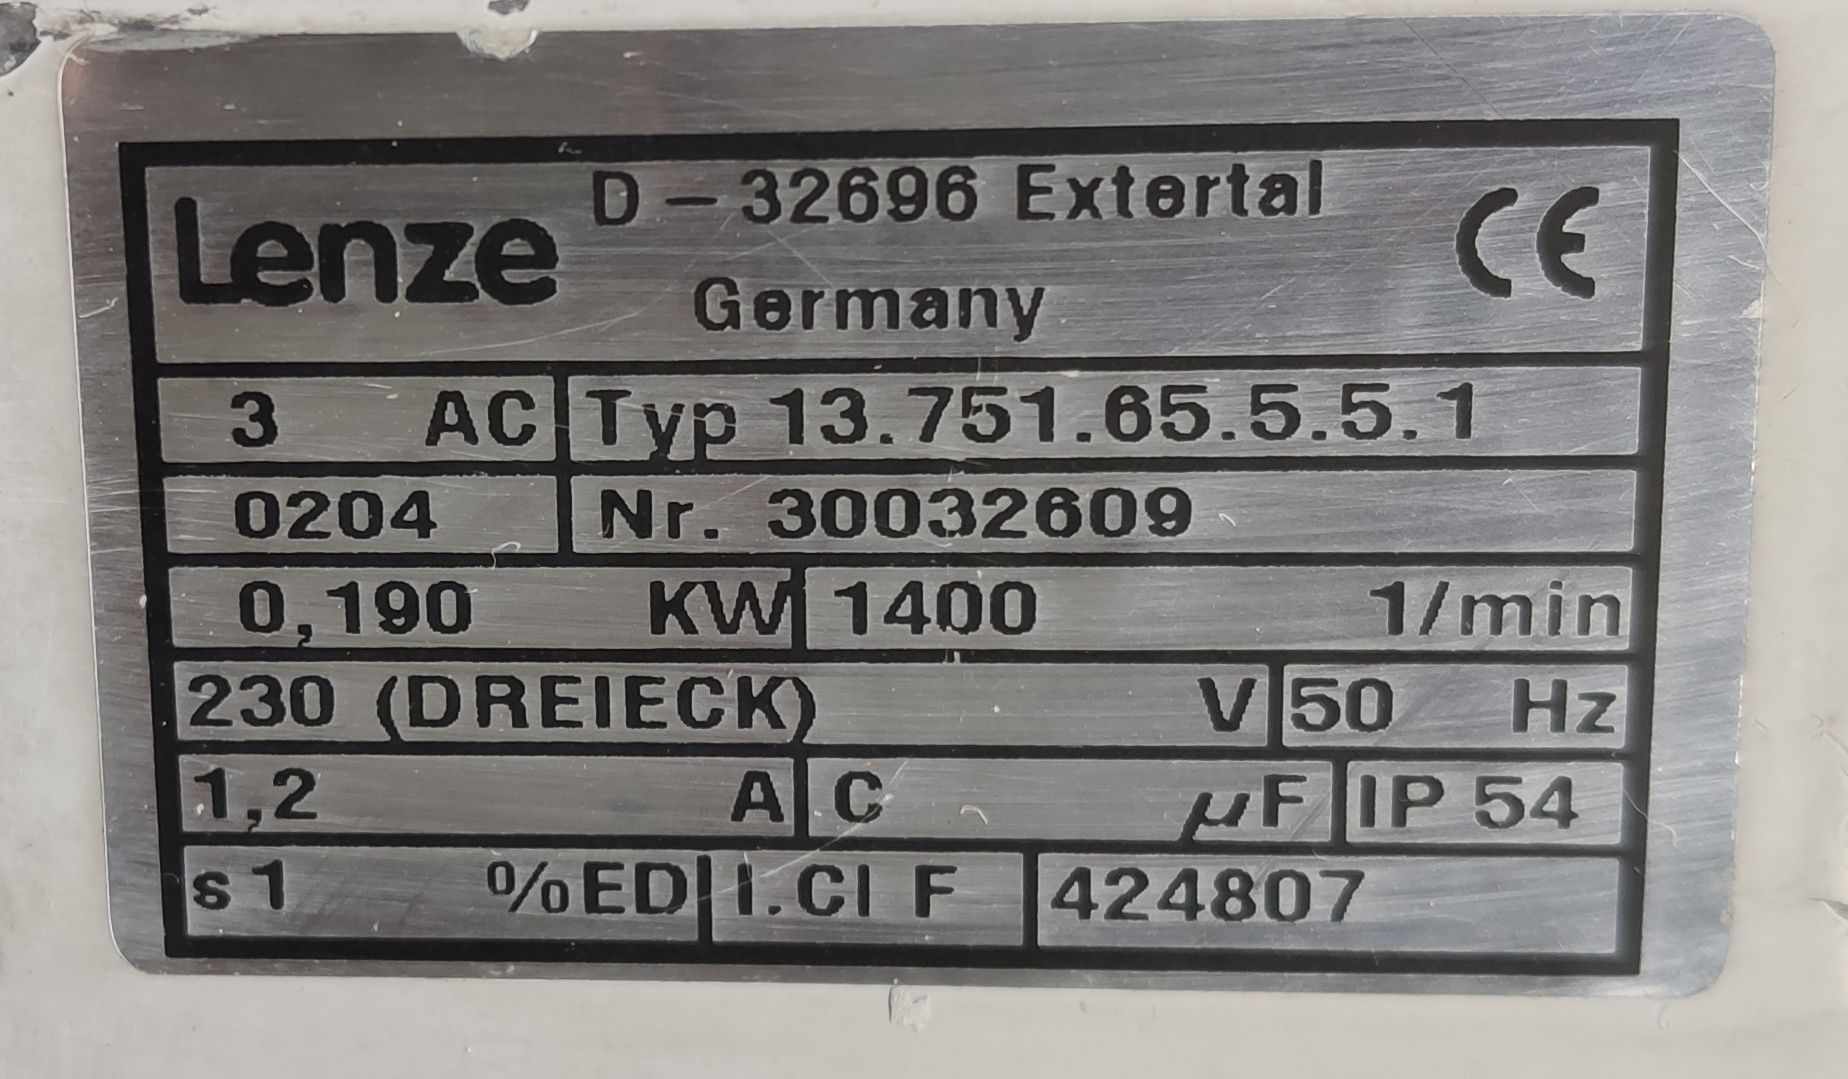 Lenze D-32696 Extertal CE
Germany
3 AC Typ 13.751.65.5.5.1
0204 Nr. 30032609
0,190 KW 1400 1/min
230 (DREIECK) V 50 Hz
1,2 A C µF IP 54
s1 %ED I.Cl F 424807